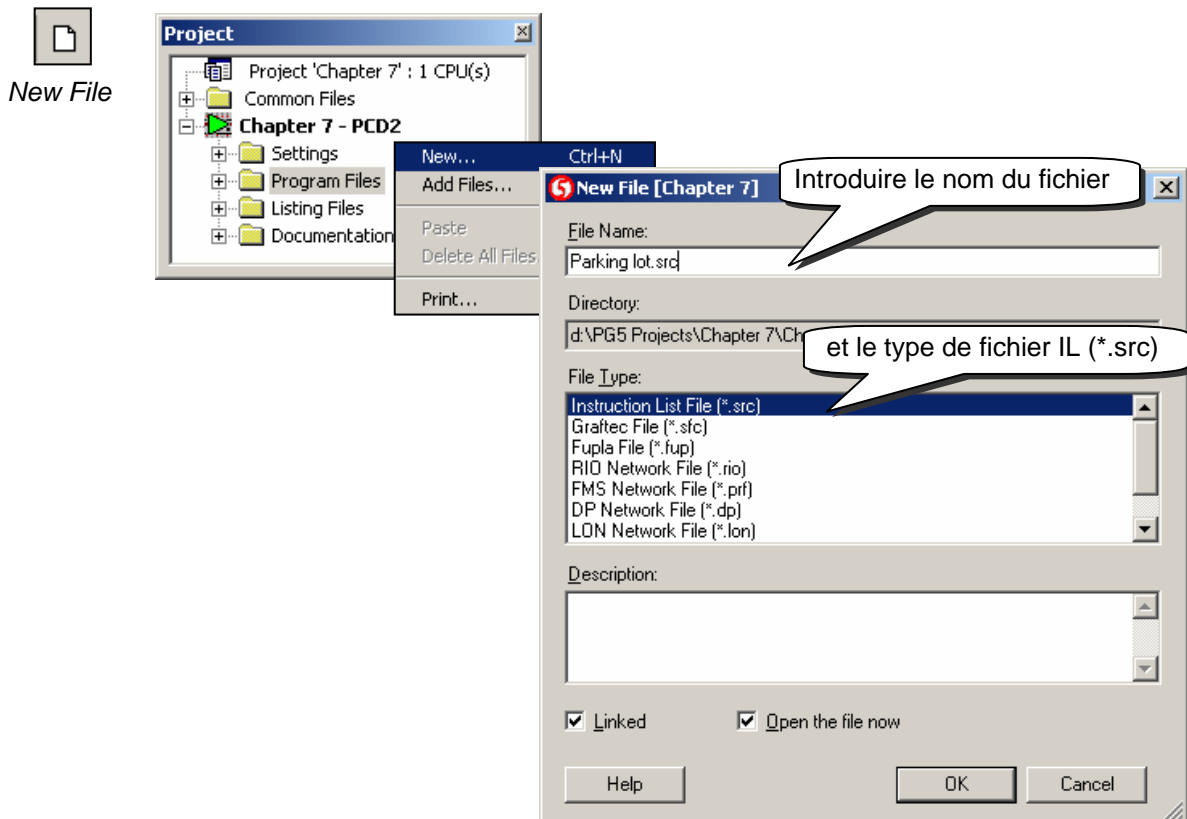 New File
Project
Project 'Chapter 7' : 1 CPU(s)
Common Files
Chapter 7 - PCD2
Settings
Program Files
Listing Files
Documentation
New... Ctrl+N
Add Files...
Paste
Delete All Files
Print...
New File [Chapter 7]
Introduire le nom du fichier
File Name:
Parking lot.src
Directory:
d:\PG5 Projects\Chapter 7\Ch
et le type de fichier IL (*.src)
File Type:
Instruction List File (*.src)
Graftec File (*.sfc)
Fupla File (*.fup)
RIO Network File (*.rio)
FMS Network File (*.prf)
DP Network File (*.dp)
LON Network File (*.lon)
Description:
Linked
Open the file now
Help
OK
Cancel